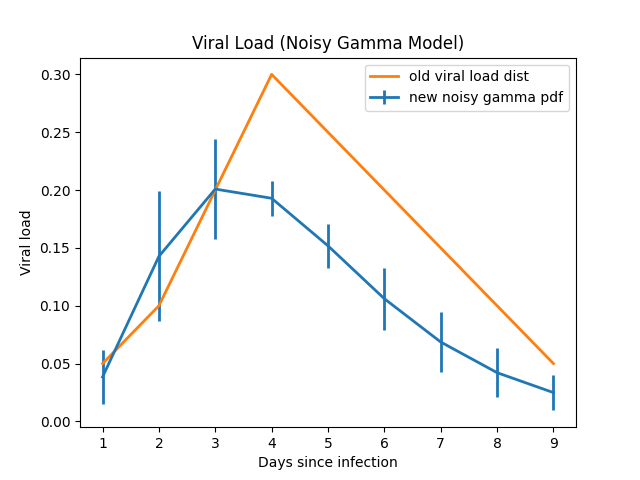 Viral Load (Noisy Gamma Model)
old viral load dist
new noisy gamma pdf
0.30
0.25
0.20
0.15
0.10
0.05
0.00
Viral load
1 2 3 4 5 6 7 8 9
Days since infection